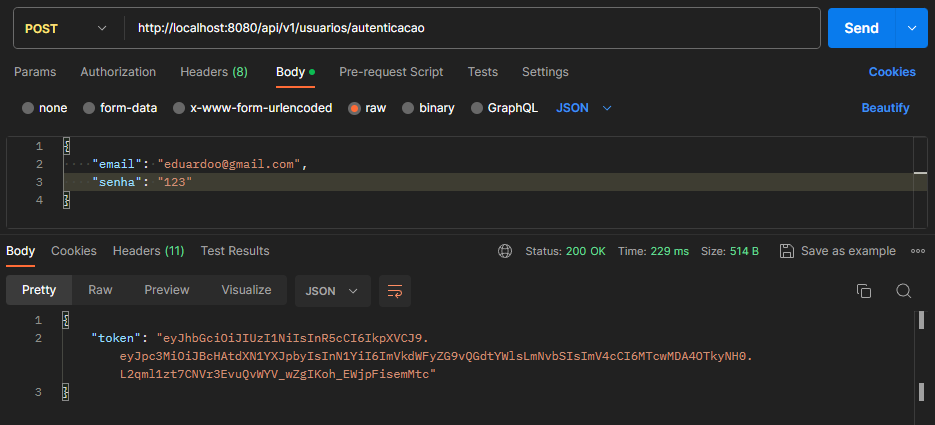 POST http://localhost:8080/api/v1/usuarios/autenticacao Send
Params Authorization Headers (8) Body Pre-request Script Tests Settings Cookies
none form-data x-www-form-urlencoded raw binary GraphQL JSON Beautify
1 {
2 "email": "eduardoo@gmail.com",
3 "senha": "123"
4 }
Body Cookies Headers (11) Test Results Status: 200 OK Time: 229 ms Size: 514 B Save as example
Pretty Raw Preview Visualize JSON
1 {
2 "token": "eyJhbGciOiJIUzI1NiIsInR5cCI6IkpXVCJ9.
eyJpc3MiOiJBcHAtdXN1YXJpbyIsInN1YiI6ImVkdWFyZG9vQGdtYWlsLmNvbSIsImV4cCI6MTcwMDA4OTkyNH0.
L2qml1zt7CNVr3EvuQvWYV_wZgIKoh_EWjpFisemMtc"
3 }